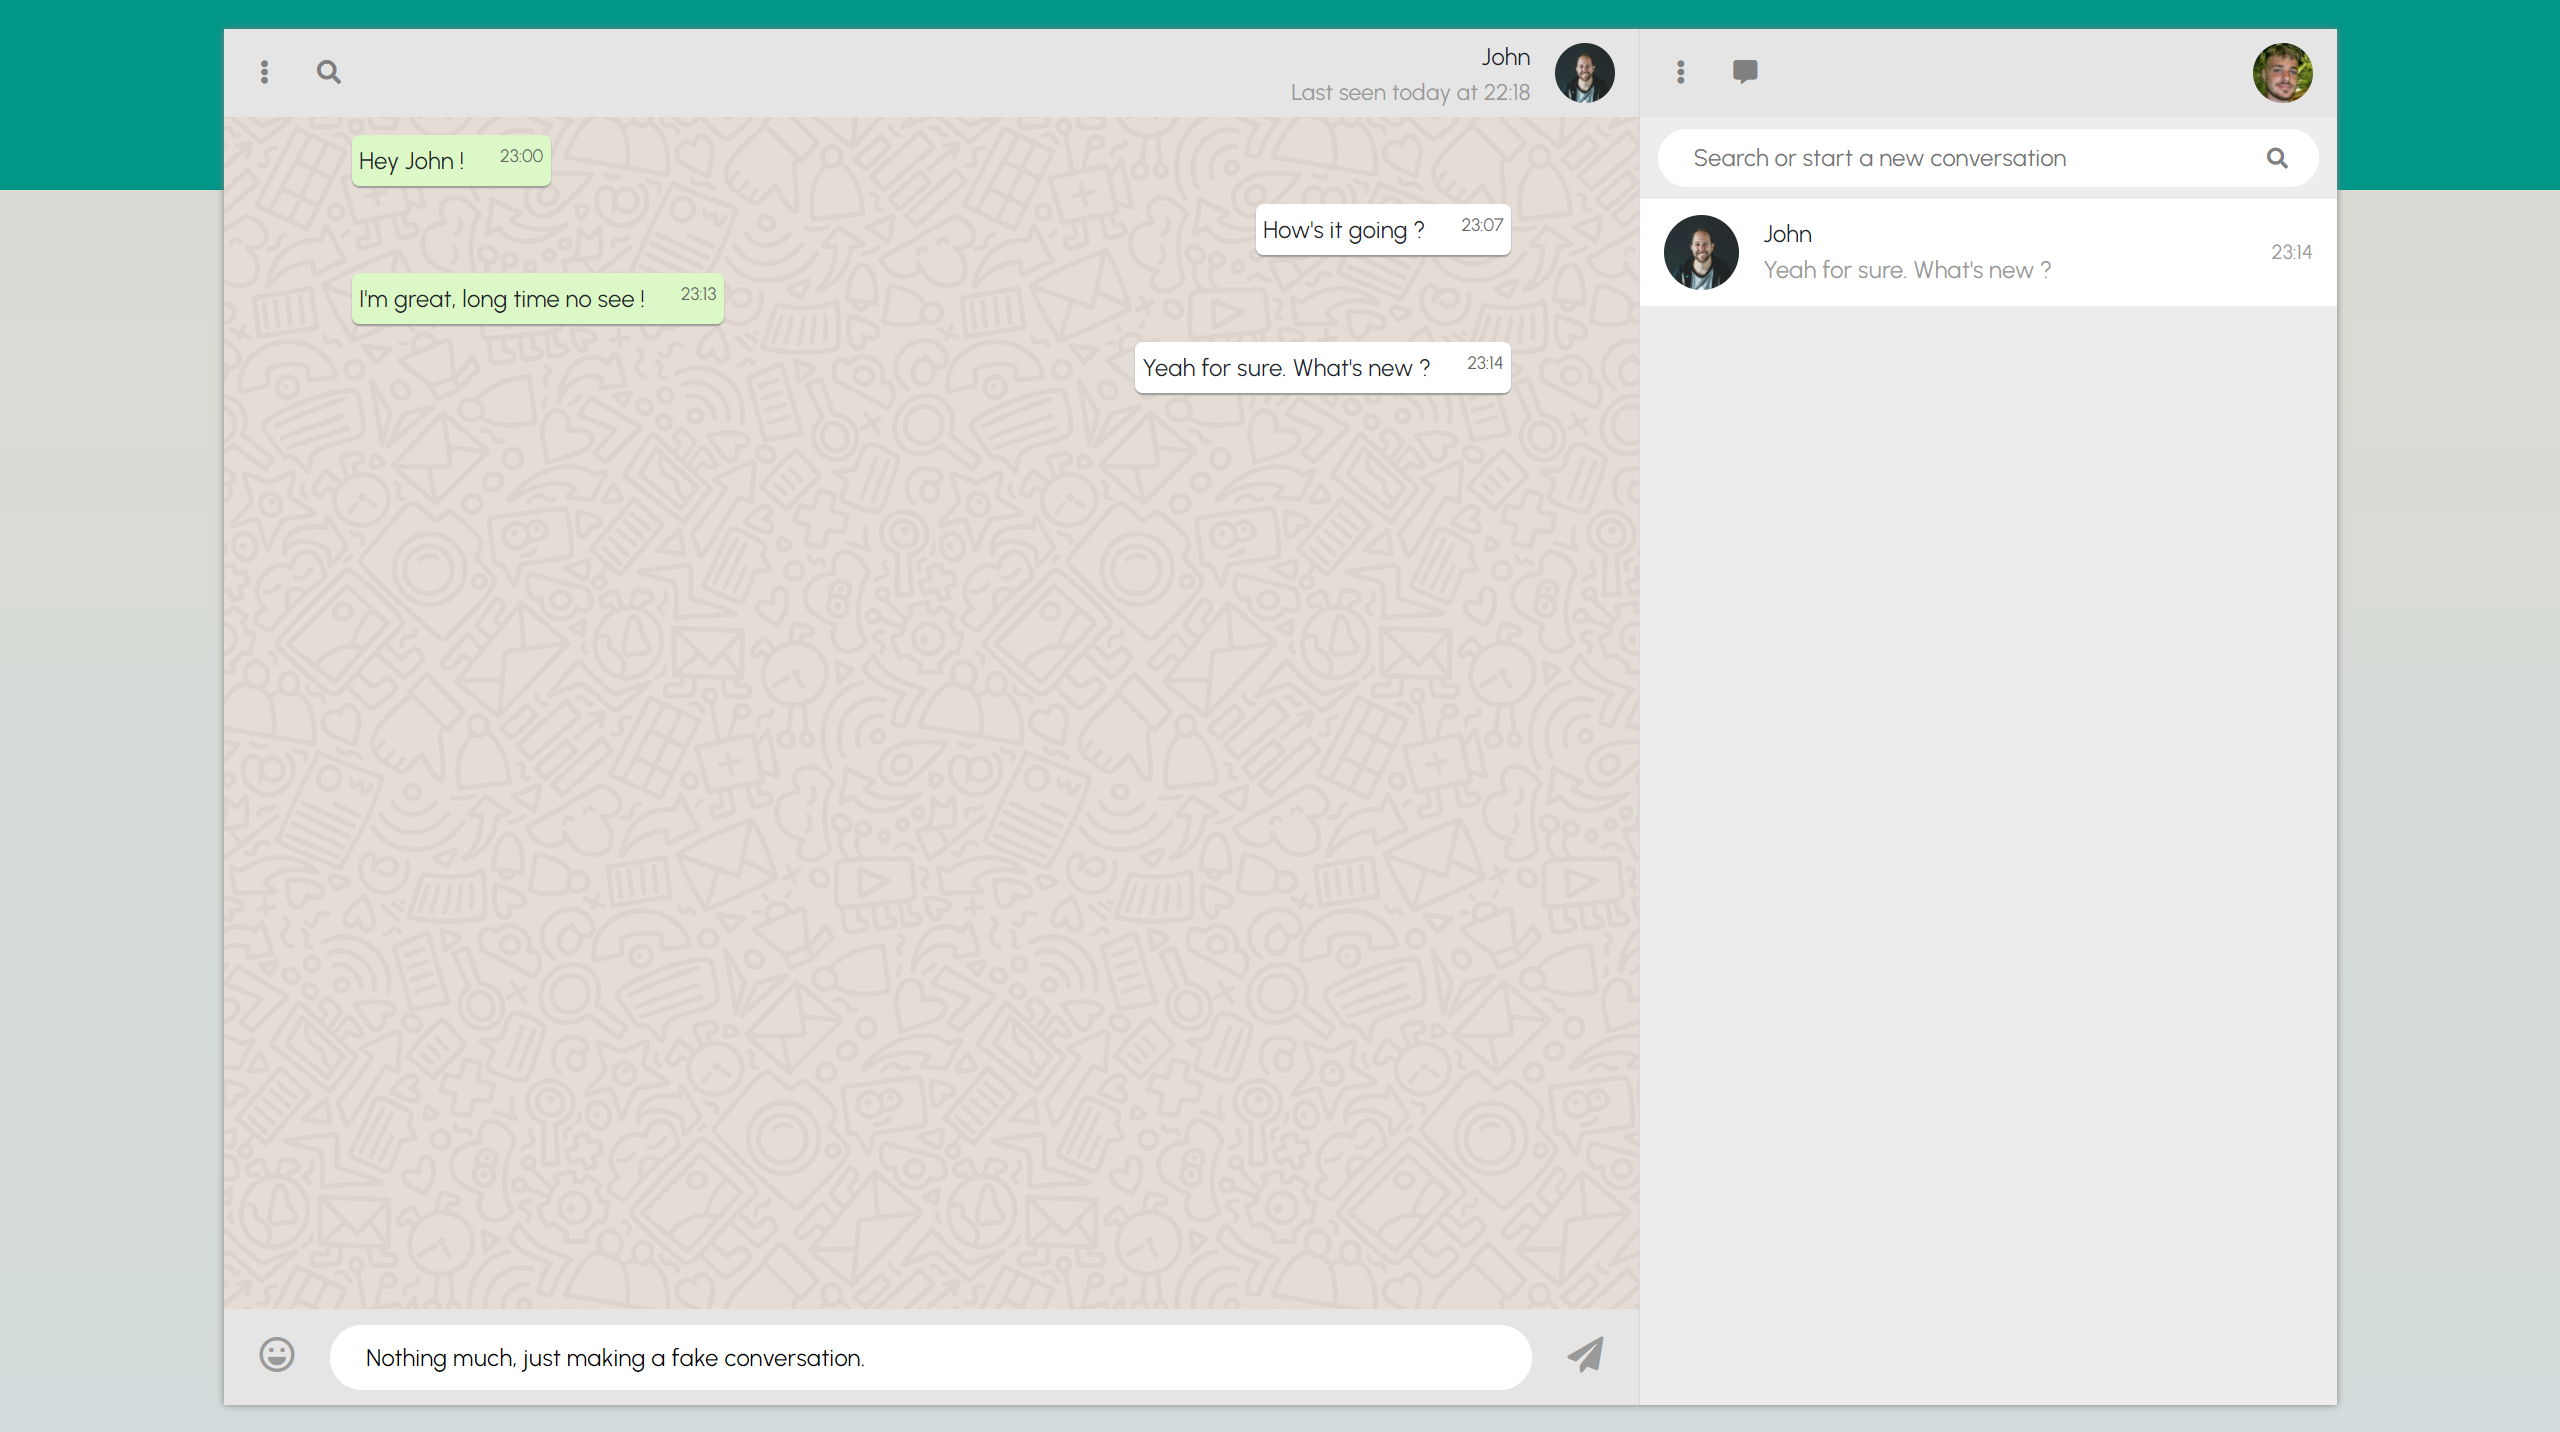 John
Last seen today at 22:18
Hey John ! 23:00
How's it going ? 23:07
I'm great, long time no see ! 23:13
Yeah for sure. What's new ? 23:14
Nothing much, just making a fake conversation.
Search or start a new conversation
John
Yeah for sure. What's new ?
23:14